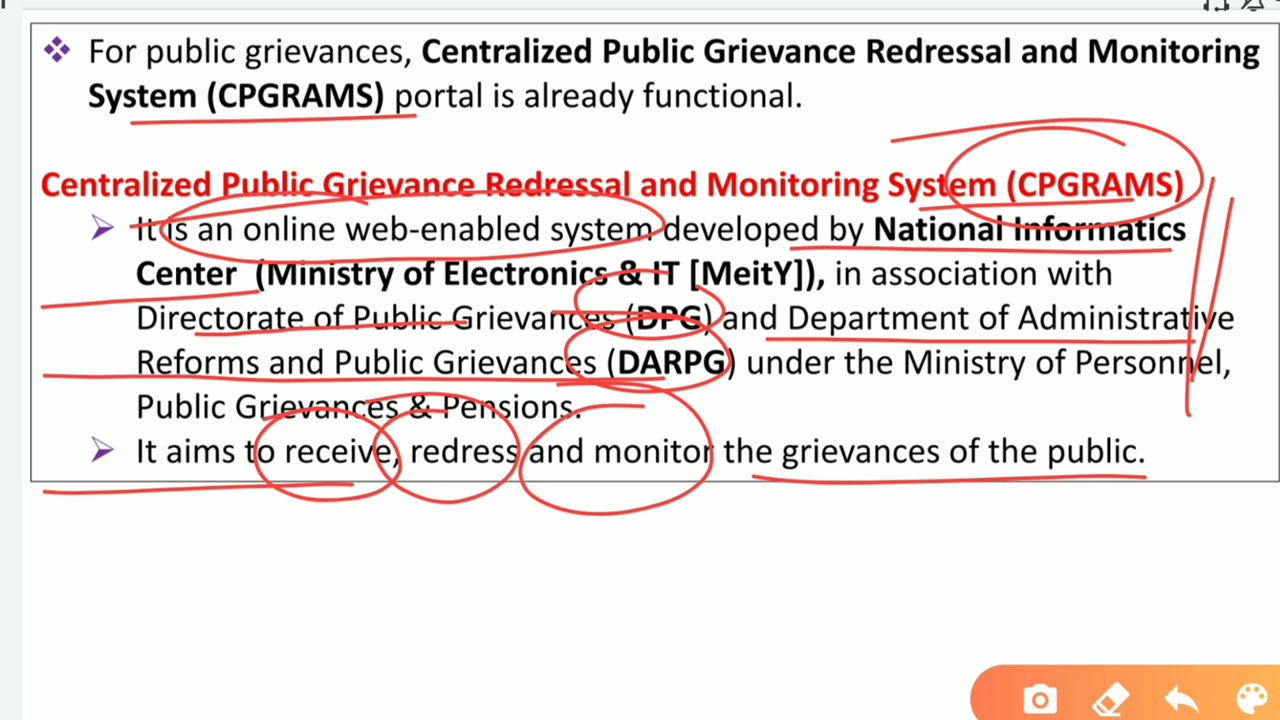 ❖ For public grievances, Centralized Public Grievance Redressal and Monitoring
System (CPGRAMS) portal is already functional.
Centralized Public Grievance Redressal and Monitoring System (CPGRAMS)
➤ It is an online web-enabled system developed by National Informatics
Center (Ministry of Electronics & IT [MeitY]), in association with
Directorate of Public Grievances (DPG) and Department of Administrative
Reforms and Public Grievances (DARPG) under the Ministry of Personnel,
Public Grievances & Pensions.
➤ It aims to receive, redress and monitor the grievances of the public.